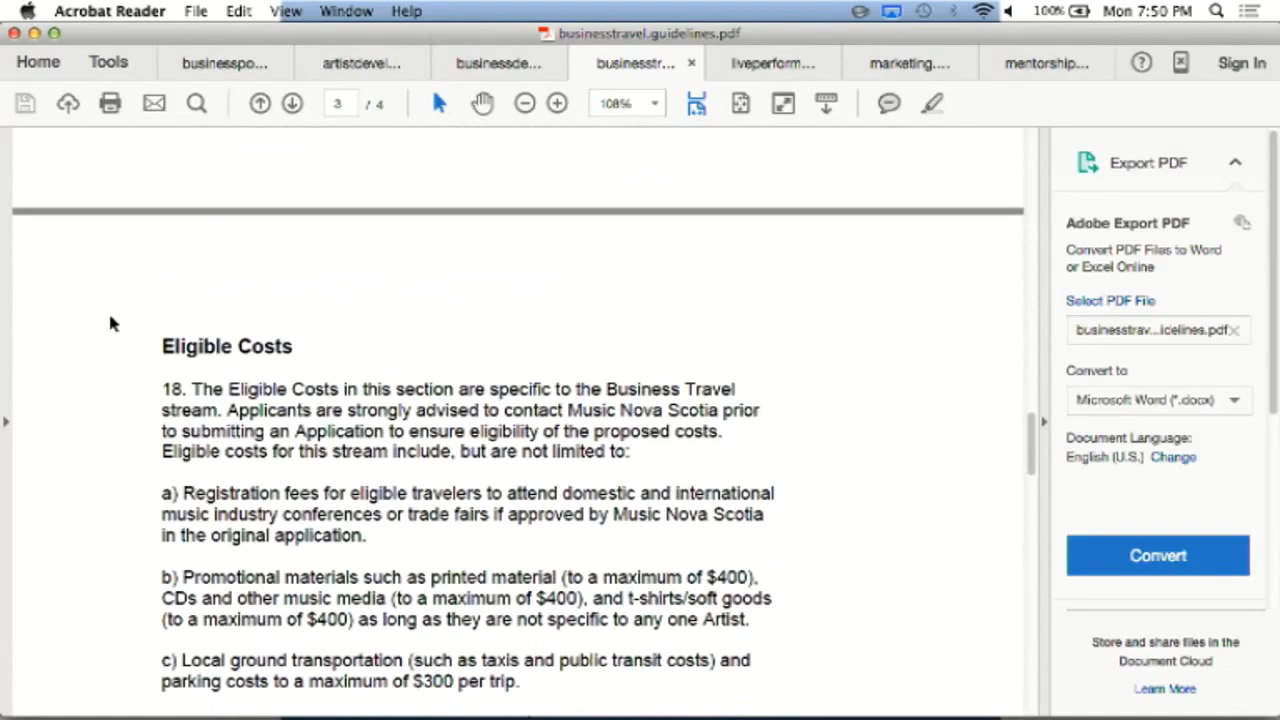 Acrobat Reader File Edit View Window Help 100% Mon 7:50 PM
businesstravel.guidelines.pdf
Home Tools businesspo... artistdevel.... businessde... businesstr... × liveperform... marketing.... mentorship... Sign In
3 / 4 108%
Export PDF
Adobe Export PDF
Convert PDF Files to Word
or Excel Online
Select PDF File
businesstrav...idelines.pdf ×
Convert to
Microsoft Word (*.docx)
Document Language:
English (U.S.) Change
Convert
Store and share files in the
Document Cloud
Learn More
Eligible Costs
18. The Eligible Costs in this section are specific to the Business Travel
stream. Applicants are strongly advised to contact Music Nova Scotia prior
to submitting an Application to ensure eligibility of the proposed costs.
Eligible costs for this stream include, but are not limited to:
a) Registration fees for eligible travelers to attend domestic and international
music industry conferences or trade fairs if approved by Music Nova Scotia
in the original application.
b) Promotional materials such as printed material (to a maximum of $400),
CDs and other music media (to a maximum of $400), and t-shirts/soft goods
(to a maximum of $400) as long as they are not specific to any one Artist.
c) Local ground transportation (such as taxis and public transit costs) and
parking costs to a maximum of $300 per trip.